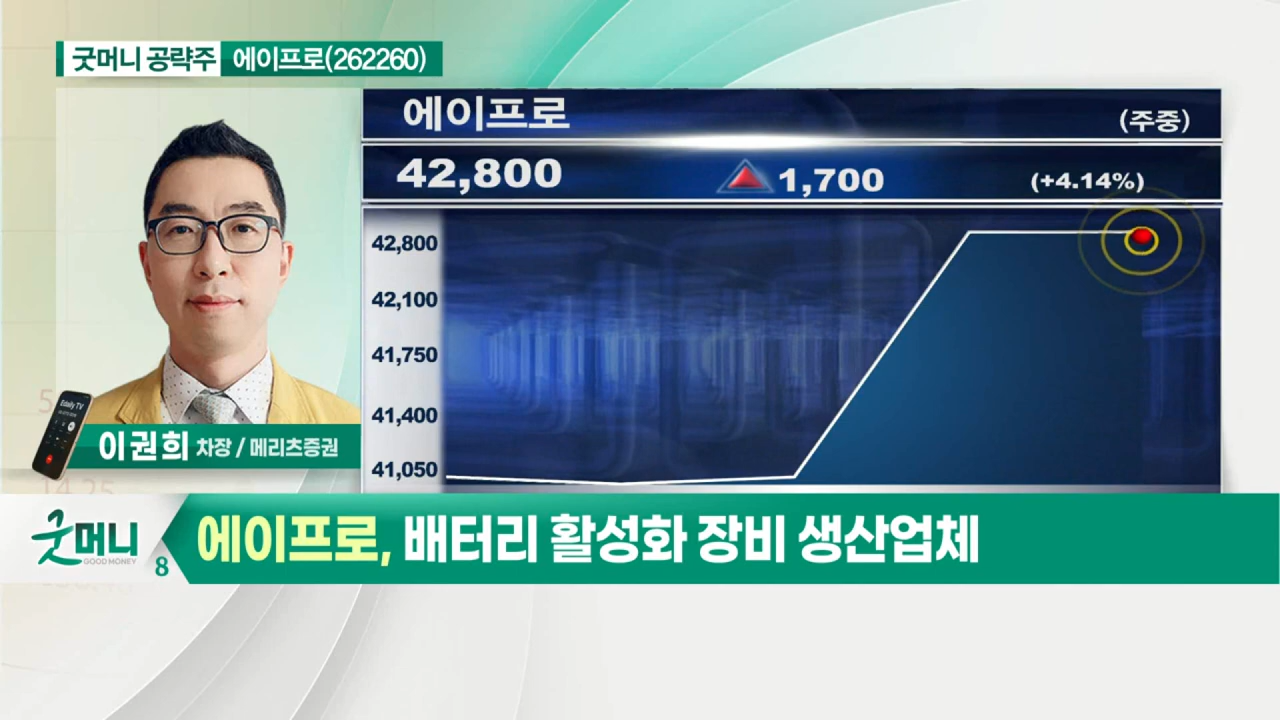 굿머니 공략주 에이프로(262260)
에이프로 (주중)
42,800 1,700 (+4.14%)
42,800
42,100
41,750
41,400
41,050
Edaily TV
이권희 차장 / 메리츠증권
굿머니
GOOD MONEY
8
에이프로, 배터리 활성화 장비 생산업체